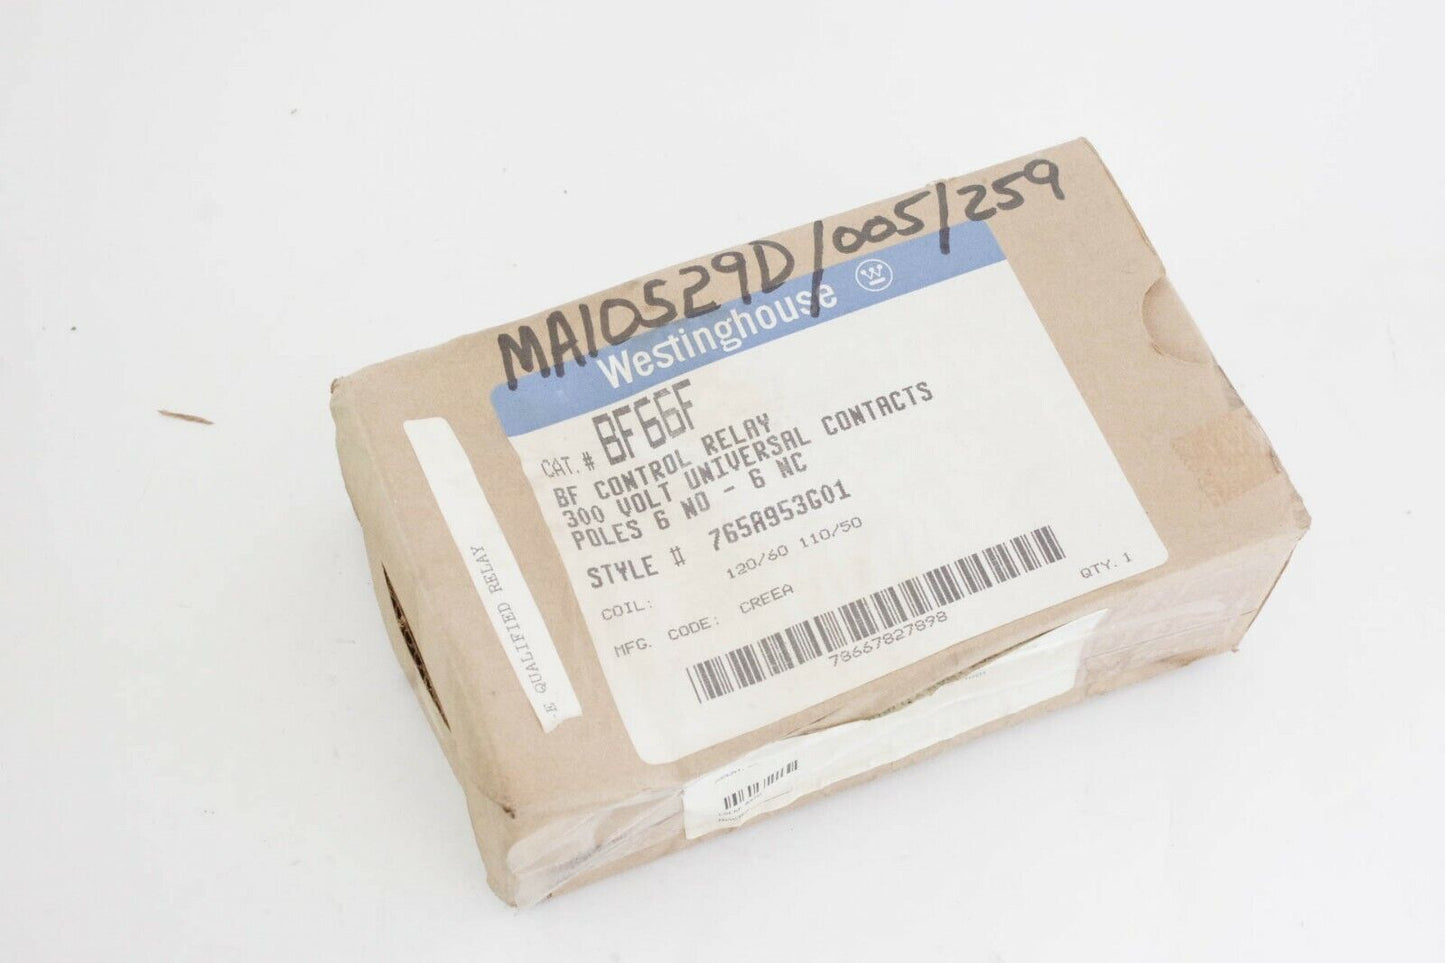 MA10529D/005/259
Westinghouse W
CAT.# BF66F
BF CONTROL RELAY
300 VOLT UNIVERSAL CONTACTS
POLES 6 NO - 6 NC
STYLE # 765A953G01
COIL: 120/60 110/50
MFG. CODE: CREEA
QTY. 1
78667827898
-E QUALIFIED RELAY